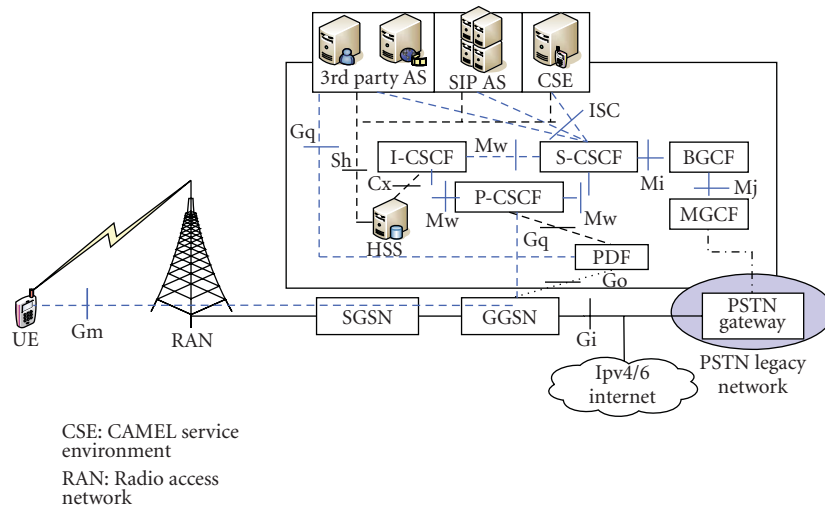 3rd party AS
SIP AS
CSE
ISC
Gq
Sh
I-CSCF
Mw
S-CSCF
Mi
BGCF
Cx
Mw
P-CSCF
Mw
Mj
MGCF
HSS
Gq
PDF
Go
UE
Gm
RAN
SGSN
GGSN
Gi
PSTN
gateway
Ipv4/6
internet
PSTN legacy
network
CSE: CAMEL service
environment
RAN: Radio access
network